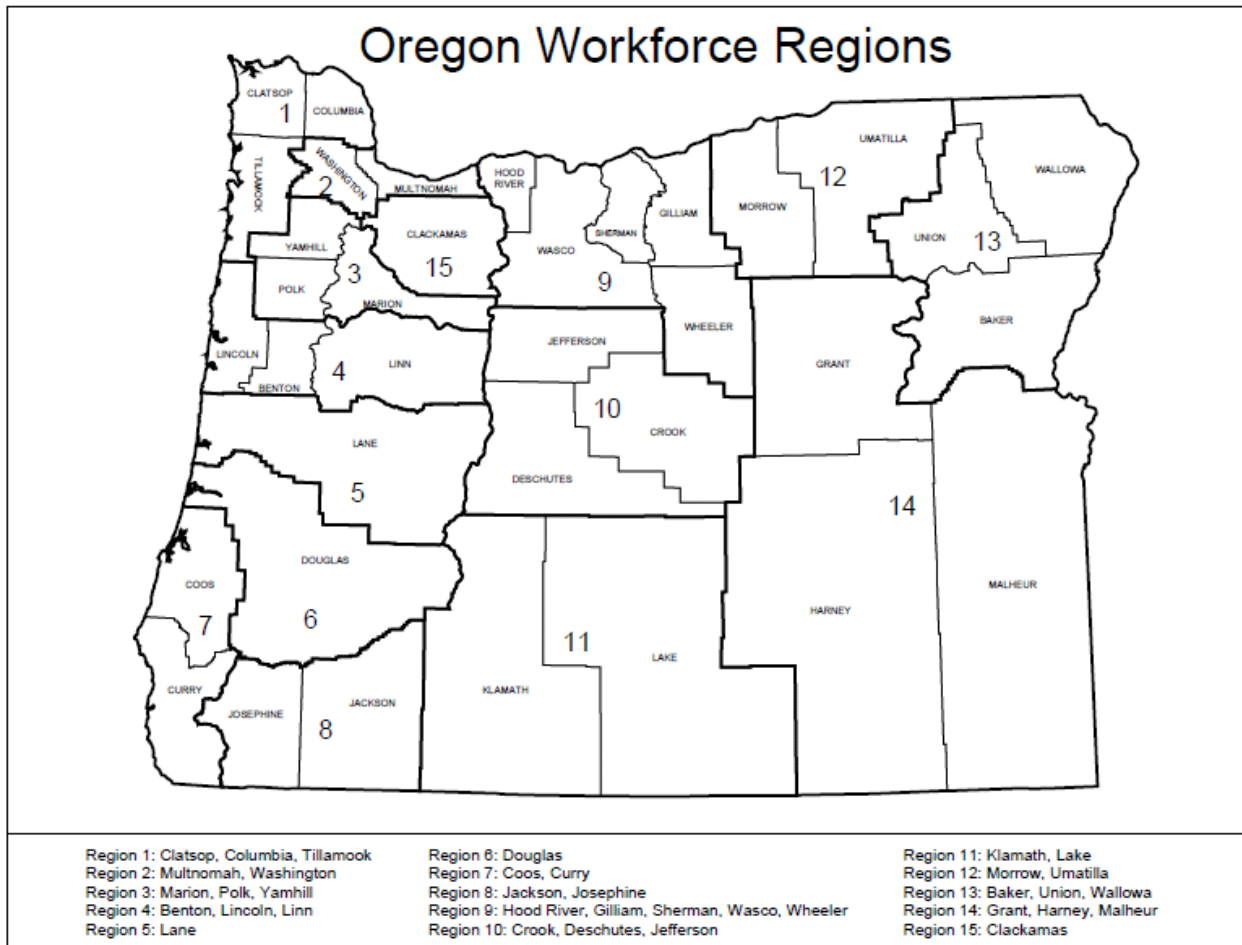 Oregon Workforce Regions
CLATSOP
1
COLUMBIA
TILLAMOOK
WASHINGTON
2
MULTNOMAH
HOOD
RIVER
WASCO
SHERMAN
GILLIAM
9
MORROW
UMATILLA
12
WALLOWA
UNION
13
YAMHILL
3
CLACKAMAS
15
POLK
MARION
LINCOLN
BENTON
4
LINN
JEFFERSON
WHEELER
GRANT
BAKER
10
CROOK
LANE
5
DESCHUTES
14
COOS
7
DOUGLAS
6
HARNEY
MALHEUR
11
LAKE
KLAMATH
CURRY
JOSEPHINE
8
JACKSON
Region 1: Clatsop, Columbia, Tillamook
Region 2: Multnomah, Washington
Region 3: Marion, Polk, Yamhill
Region 4: Benton, Lincoln, Linn
Region 5: Lane
Region 6: Douglas
Region 7: Coos, Curry
Region 8: Jackson, Josephine
Region 9: Hood River, Gilliam, Sherman, Wasco, Wheeler
Region 10: Crook, Deschutes, Jefferson
Region 11: Klamath, Lake
Region 12: Morrow, Umatilla
Region 13: Baker, Union, Wallowa
Region 14: Grant, Harney, Malheur
Region 15: Clackamas